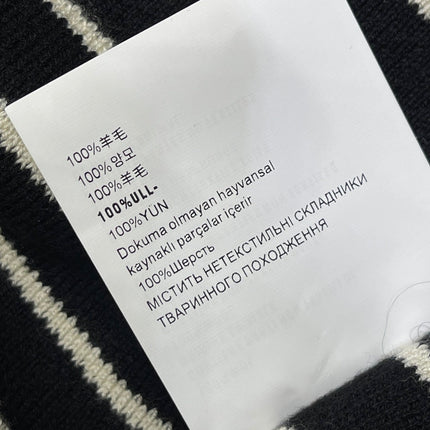 100%羊毛
100%양모
100%羊毛
100%ULL-
100%YUN
Dokuma olmayan hayvansal
kaynaklı parçalar içerir
100%Шерсть
МІСТИТЬ НЕТЕКСТИЛЬНІ СКЛАДНИКИ
ТВАРИННОГО ПОХОДЖЕННЯ